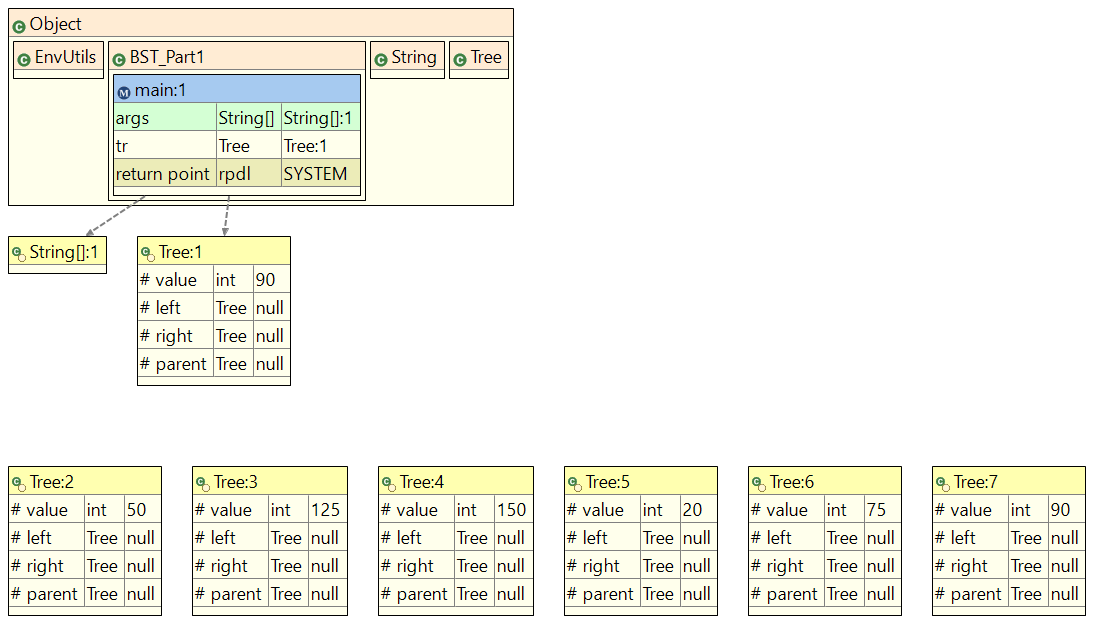 Object
EnvUtils BST_Part1 String Tree
main:1
args String[] String[]:1
tr Tree Tree:1
return point rpdl SYSTEM
String[]:1 Tree:1
# value int 90
# left Tree null
# right Tree null
# parent Tree null
Tree:2 Tree:3 Tree:4 Tree:5 Tree:6 Tree:7
# value int 50 # value int 125 # value int 150 # value int 20 # value int 75 # value int 90
# left Tree null # left Tree null # left Tree null # left Tree null # left Tree null # left Tree null
# right Tree null # right Tree null # right Tree null # right Tree null # right Tree null # right Tree null
# parent Tree null # parent Tree null # parent Tree null # parent Tree null # parent Tree null # parent Tree null